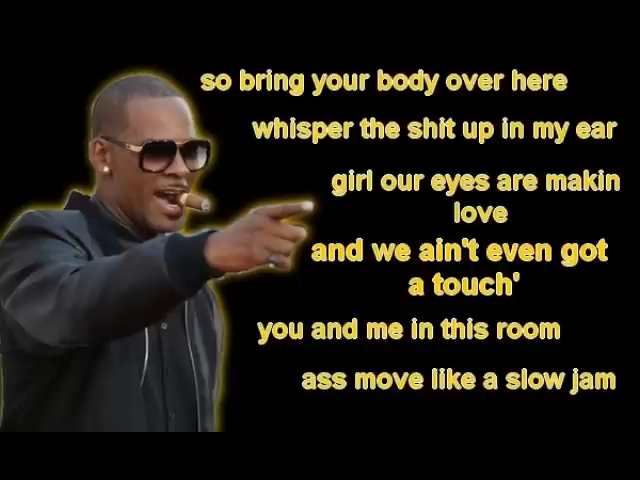 so bring your body over here
whisper the shit up in my ear
girl our eyes are makin
love
and we ain't even got
a touch'
you and me in this room
ass move like a slow jam